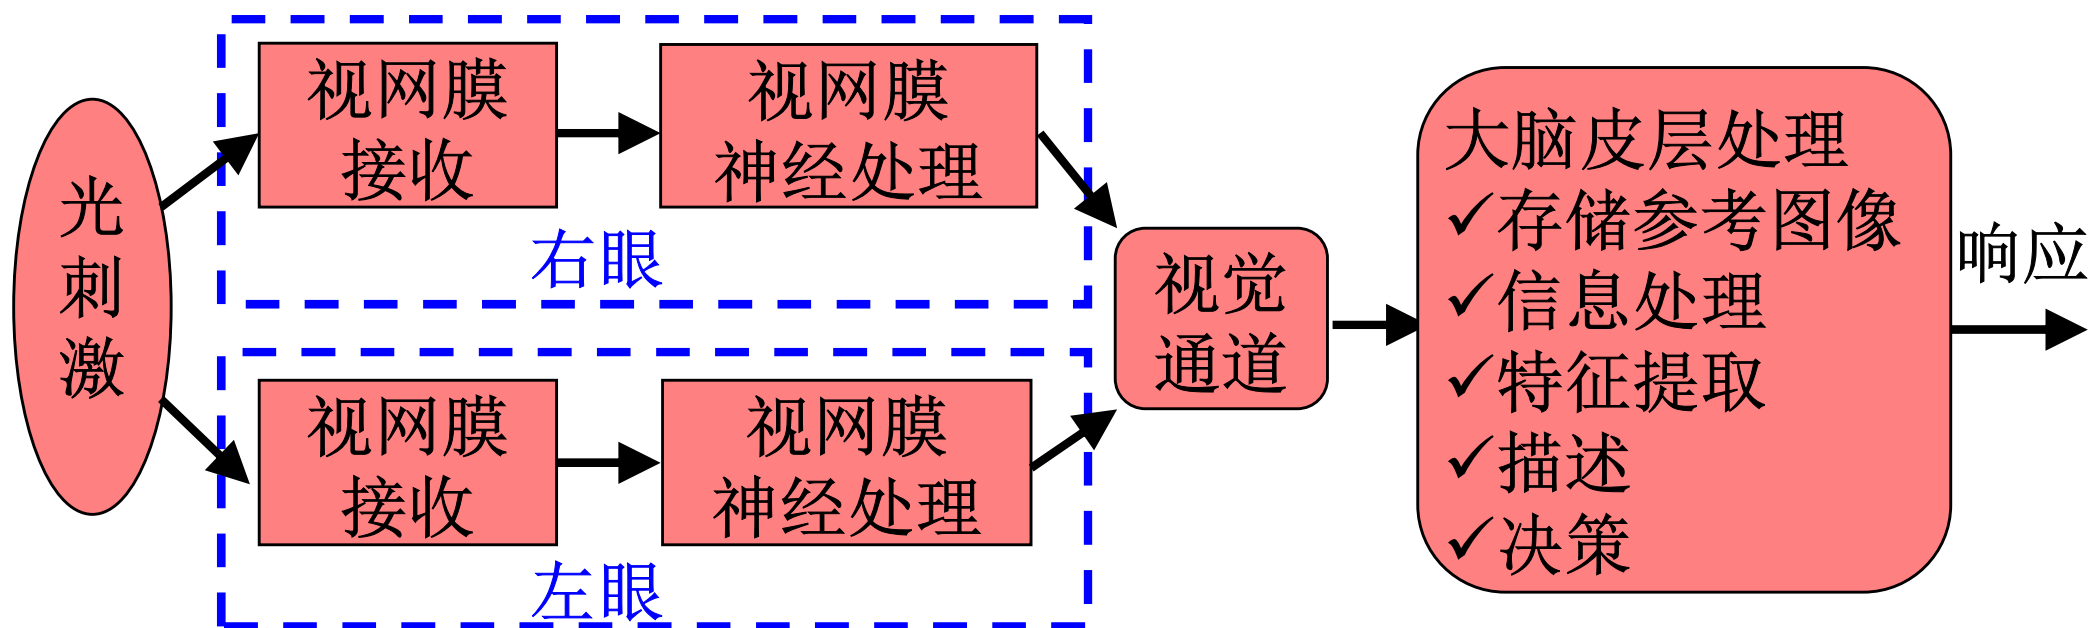 光
刺
激
视网膜
接收
视网膜
神经处理
右眼
视网膜
接收
视网膜
神经处理
左眼
视觉
通道
大脑皮层处理
✓存储参考图像
✓信息处理
✓特征提取
✓描述
✓决策
响应